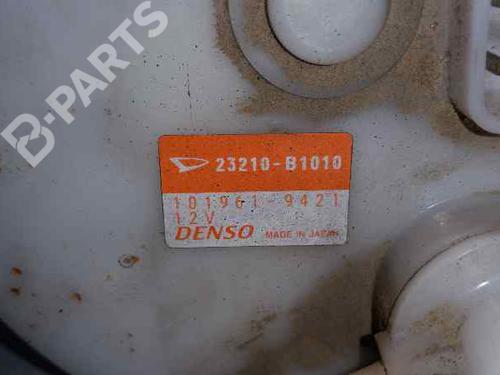 B-PARTS
23210-B1010
101961-9421
12V
DENSO MADE IN JAPAN